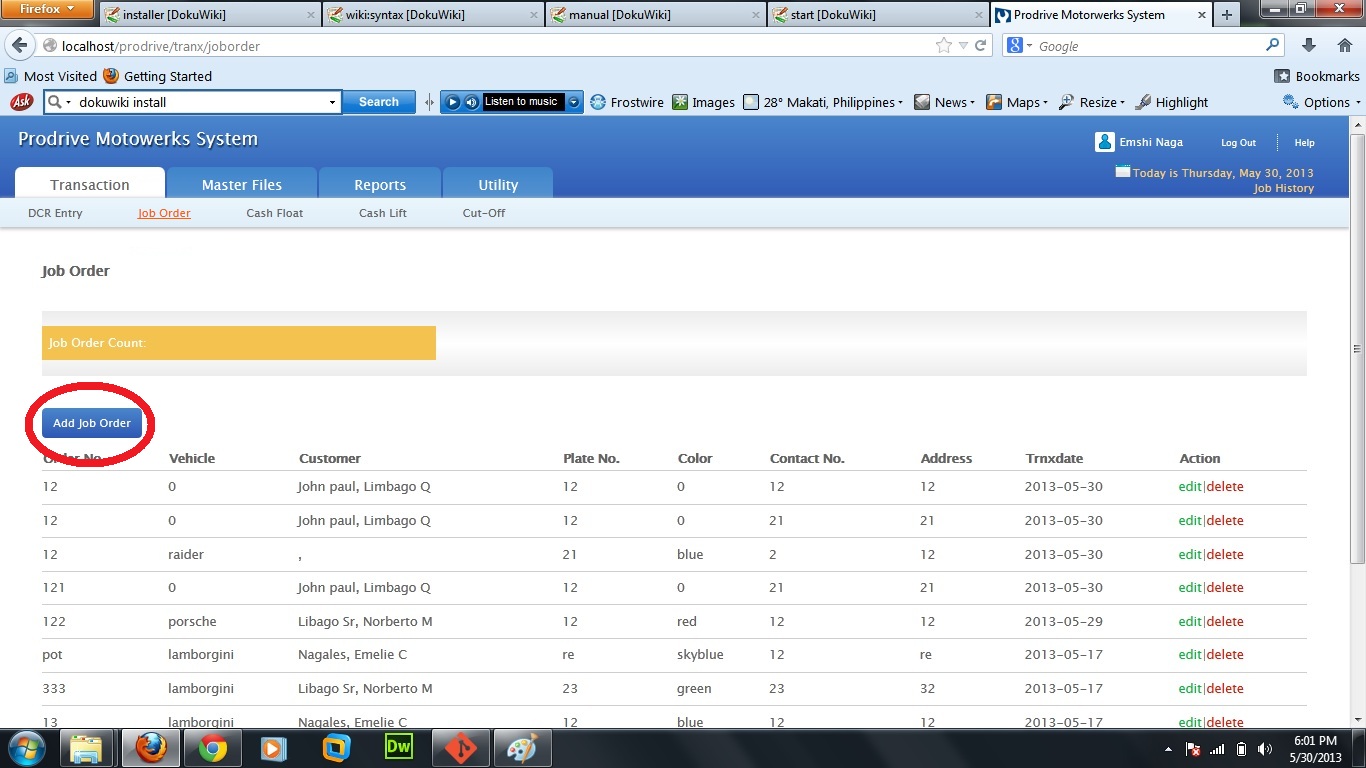 Firefox
installer [DokuWiki]
wiki:syntax [DokuWiki]
manual [DokuWiki]
start [DokuWiki]
Prodrive Motorwerks System
localhost/prodrive/tranx/joborder
Google
Most Visited Getting Started Bookmarks
Ask dokuwiki install Search Listen to music Frostwire Images 28° Makati, Philippines News Maps Resize Highlight Options
Prodrive Motowerks System
Emshi Naga Log Out Help
Transaction Master Files Reports Utility
Today is Thursday, May 30, 2013
Job History
DCR Entry Job Order Cash Float Cash Lift Cut-Off
Job Order
Job Order Count:
Add Job Order
Order No. Vehicle Customer Plate No. Color Contact No. Address Trnxdate Action
12 0 John paul, Limbago Q 12 0 12 12 2013-05-30 edit|delete
12 0 John paul, Limbago Q 12 0 21 21 2013-05-30 edit|delete
12 raider , 21 blue 2 12 2013-05-30 edit|delete
121 0 John paul, Limbago Q 12 0 21 21 2013-05-30 edit|delete
122 porsche Libago Sr, Norberto M 12 red 12 12 2013-05-29 edit|delete
pot lamborgini Nagales, Emelie C re skyblue 12 re 2013-05-17 edit|delete
333 lamborgini Libago Sr, Norberto M 23 green 23 32 2013-05-17 edit|delete
13 lamborgini Nagales, Emelie C 12 blue 12 12 2013-05-17 edit|delete
Dw
6:01 PM
5/30/2013